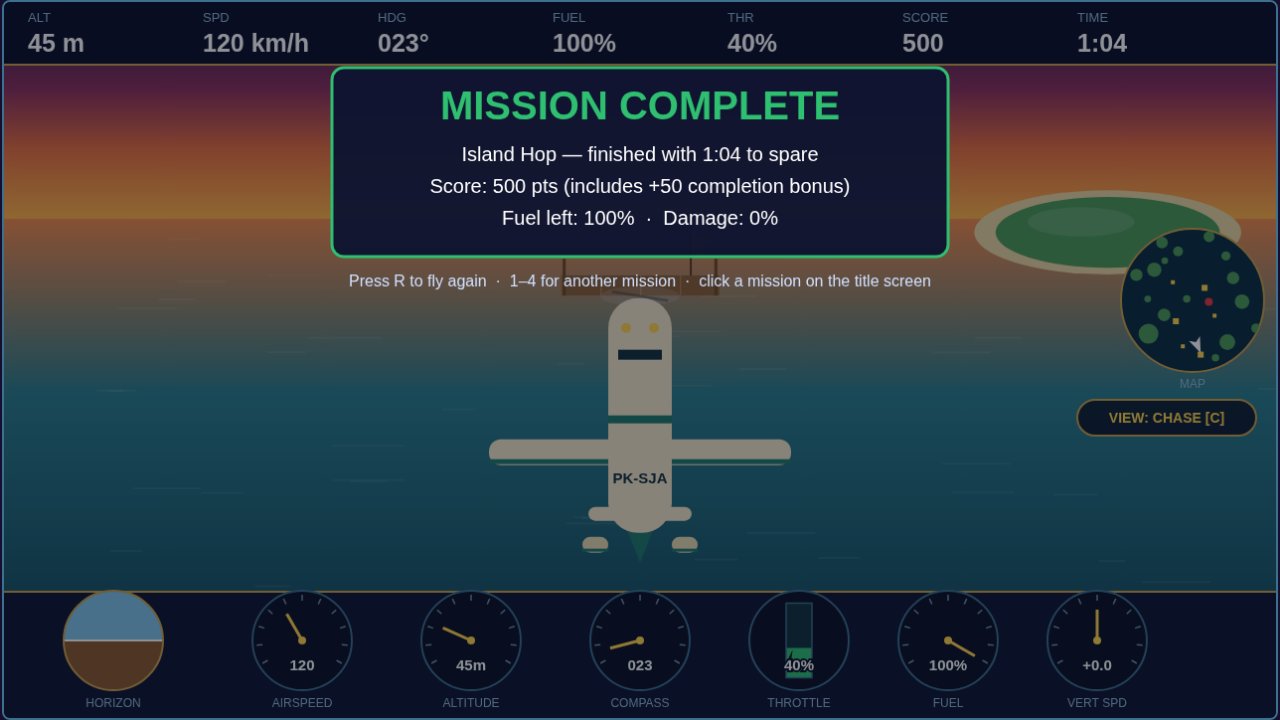 ALT SPD HDG FUEL THR SCORE TIME
45 m 120 km/h 023° 100% 40% 500 1:04
MISSION COMPLETE
Island Hop — finished with 1:04 to spare
Score: 500 pts (includes +50 completion bonus)
Fuel left: 100% · Damage: 0%
Press R to fly again · 1–4 for another mission · click a mission on the title screen
MAP
VIEW: CHASE [C]
PK-SJA
120 45m 023 40% 100% +0.0
HORIZON AIRSPEED ALTITUDE COMPASS THROTTLE FUEL VERT SPD